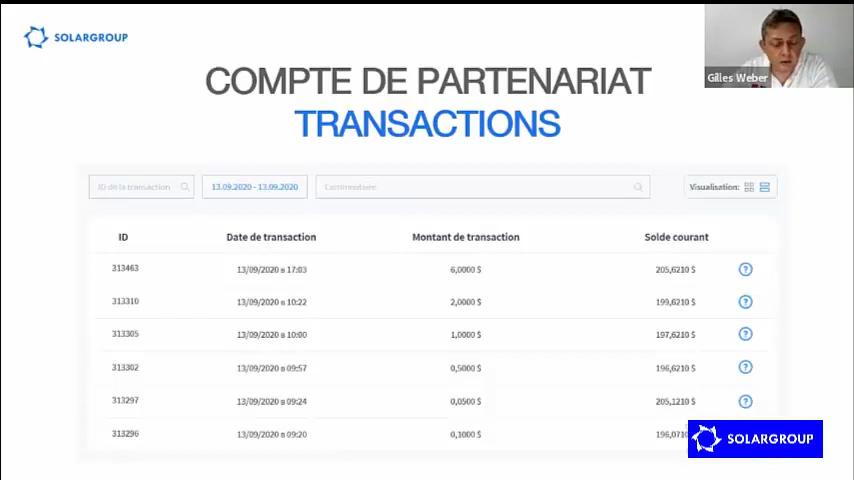 SOLARGROUP
Gilles Weber
COMPTE DE PARTENARIAT
TRANSACTIONS
ID de la transaction
13.09.2020 - 13.09.2020
Commentaire
Visualisation:
ID Date de transaction Montant de transaction Solde courant
313463 13/09/2020 в 17:03 6,0000 $ 205,6210 $ ?
313310 13/09/2020 в 10:22 2,0000 $ 199,6210 $ ?
313305 13/09/2020 в 10:00 1,0000 $ 197,6210 $ ?
313302 13/09/2020 в 09:57 0,5000 $ 196,6210 $ ?
313297 13/09/2020 в 09:24 0,0500 $ 205,1210 $ ?
313296 13/09/2020 в 09:20 0,1000 $ 196,0710
SOLARGROUP